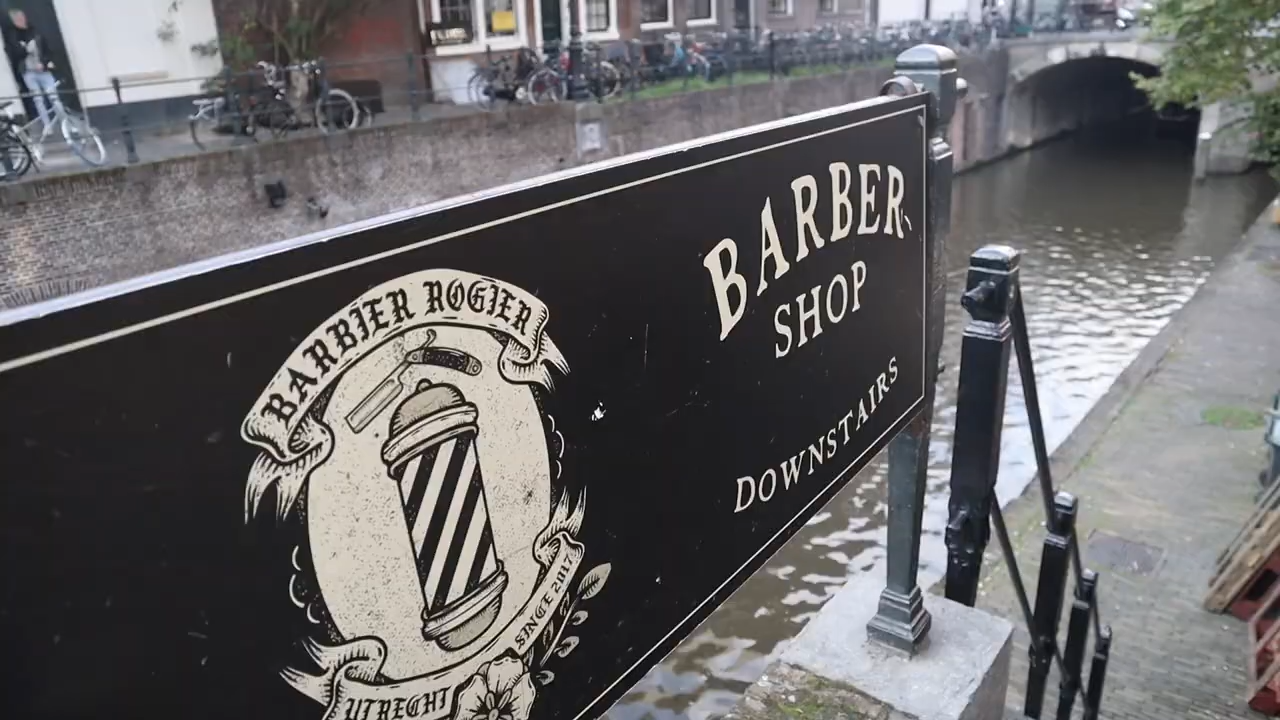 BARBIER ROGIER
SINCE 2017
UTRECHT
BARBER
SHOP
DOWNSTAIRS